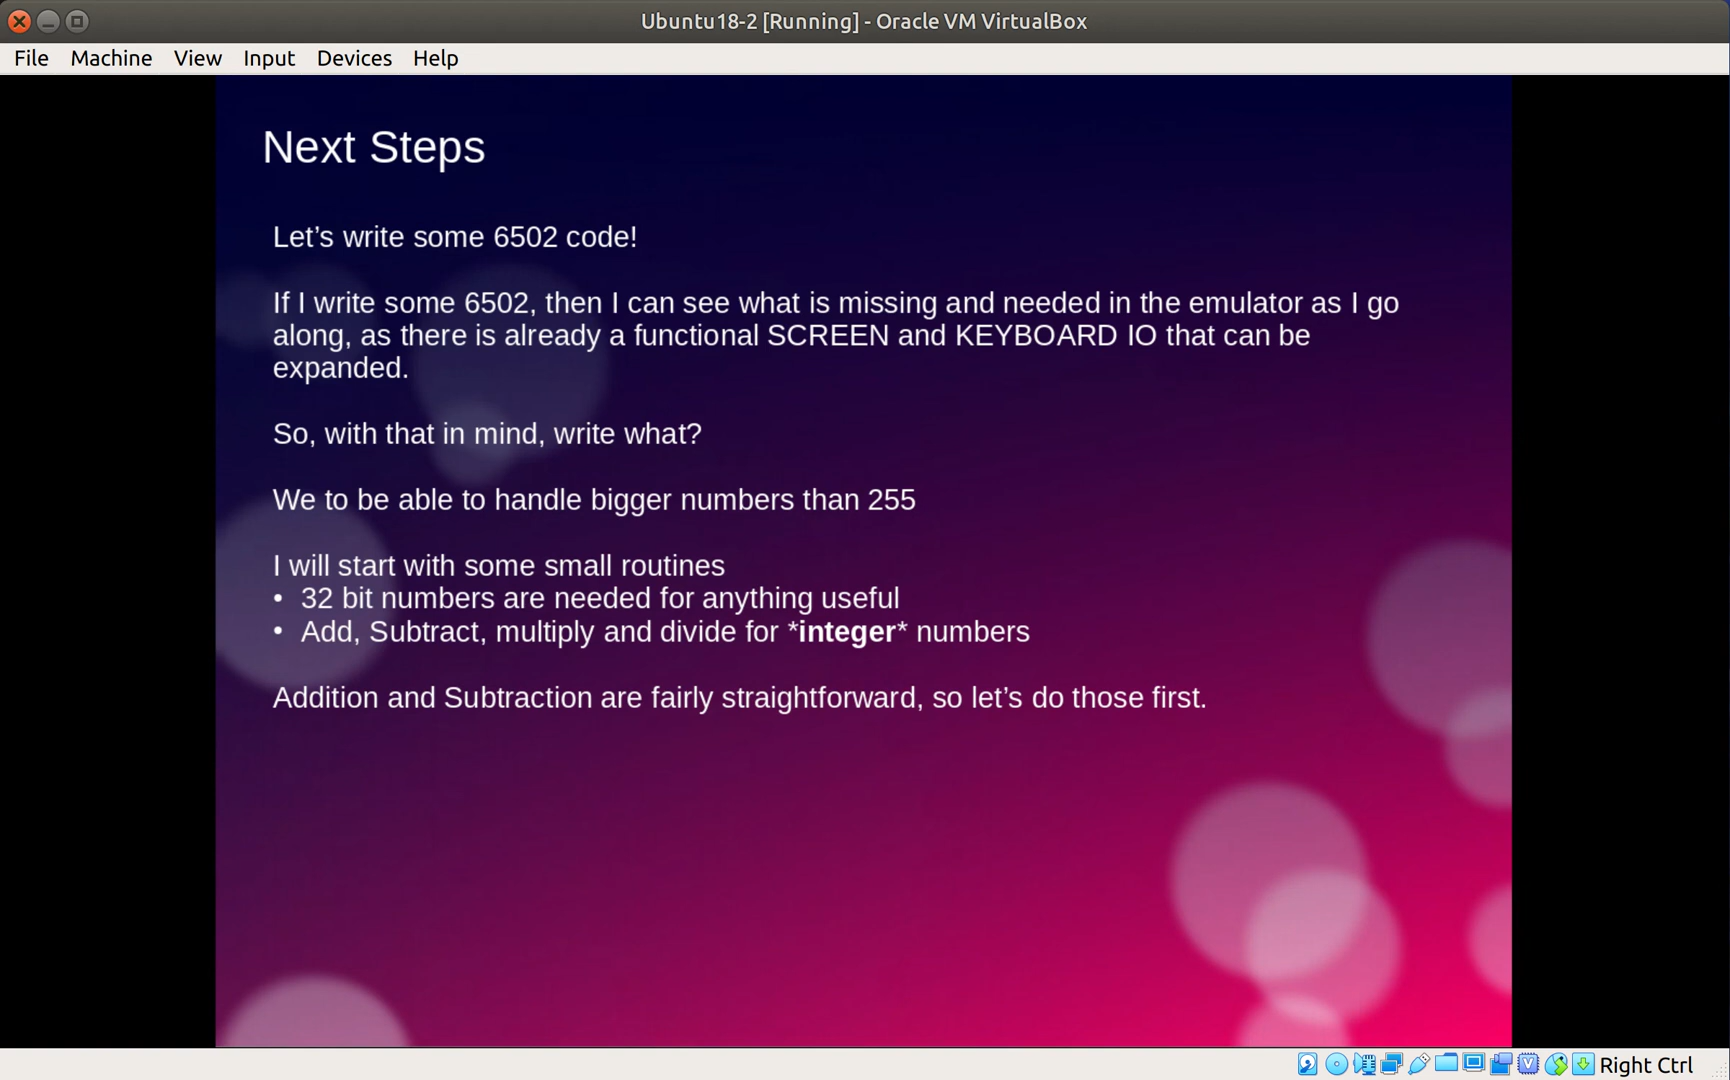 Ubuntu18-2 [Running] - Oracle VM VirtualBox
File Machine View Input Devices Help
Next Steps
Let’s write some 6502 code!
If I write some 6502, then I can see what is missing and needed in the emulator as I go
along, as there is already a functional SCREEN and KEYBOARD IO that can be
expanded.
So, with that in mind, write what?
We to be able to handle bigger numbers than 255
I will start with some small routines
• 32 bit numbers are needed for anything useful
• Add, Subtract, multiply and divide for *integer* numbers
Addition and Subtraction are fairly straightforward, so let’s do those first.
Right Ctrl